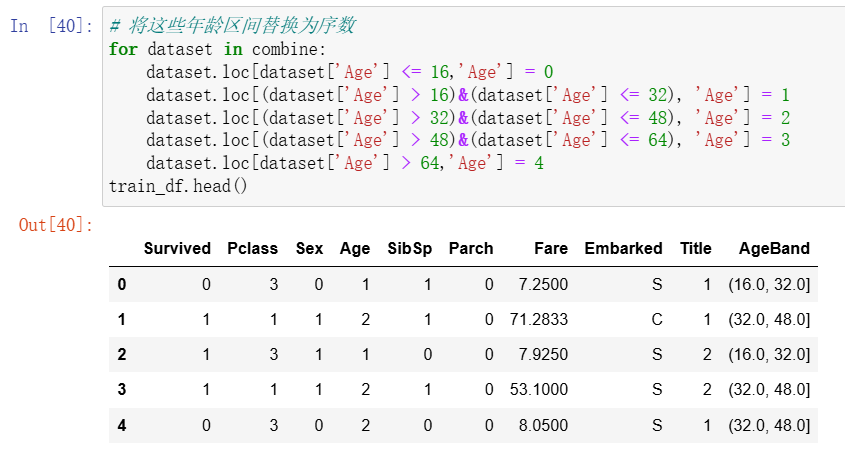 In [40]: # 将这些年龄区间替换为序数
for dataset in combine:
    dataset.loc[dataset['Age'] <= 16,'Age'] = 0
    dataset.loc[(dataset['Age'] > 16)&(dataset['Age'] <= 32), 'Age'] = 1
    dataset.loc[(dataset['Age'] > 32)&(dataset['Age'] <= 48), 'Age'] = 2
    dataset.loc[(dataset['Age'] > 48)&(dataset['Age'] <= 64), 'Age'] = 3
    dataset.loc[dataset['Age'] > 64,'Age'] = 4
train_df.head()
Out[40]:
Survived Pclass Sex Age SibSp Parch Fare Embarked Title AgeBand
0 0 3 0 1 1 0 7.2500 S 1 (16.0, 32.0]
1 1 1 1 2 1 0 71.2833 C 1 (32.0, 48.0]
2 1 3 1 1 0 0 7.9250 S 2 (16.0, 32.0]
3 1 1 1 2 1 0 53.1000 S 2 (32.0, 48.0]
4 0 3 0 2 0 0 8.0500 S 1 (32.0, 48.0]